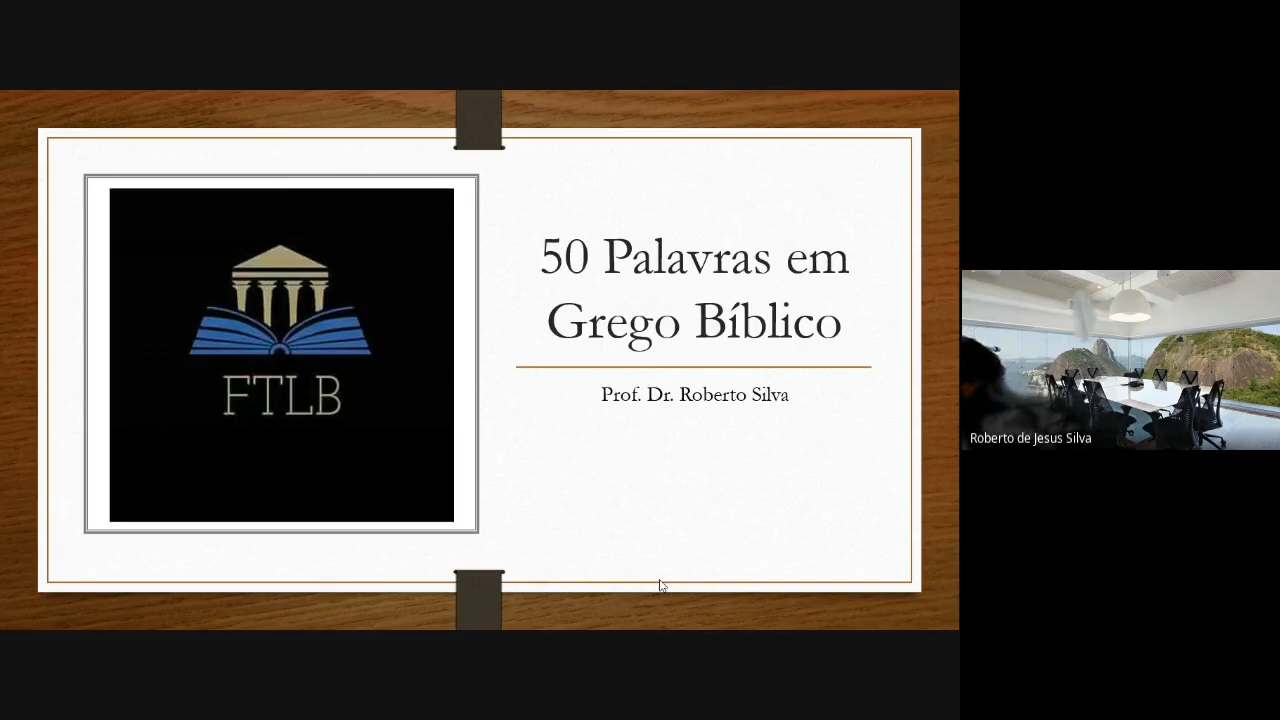 50 Palavras em
Grego Bíblico
Prof. Dr. Roberto Silva
FTLB
Roberto de Jesus Silva